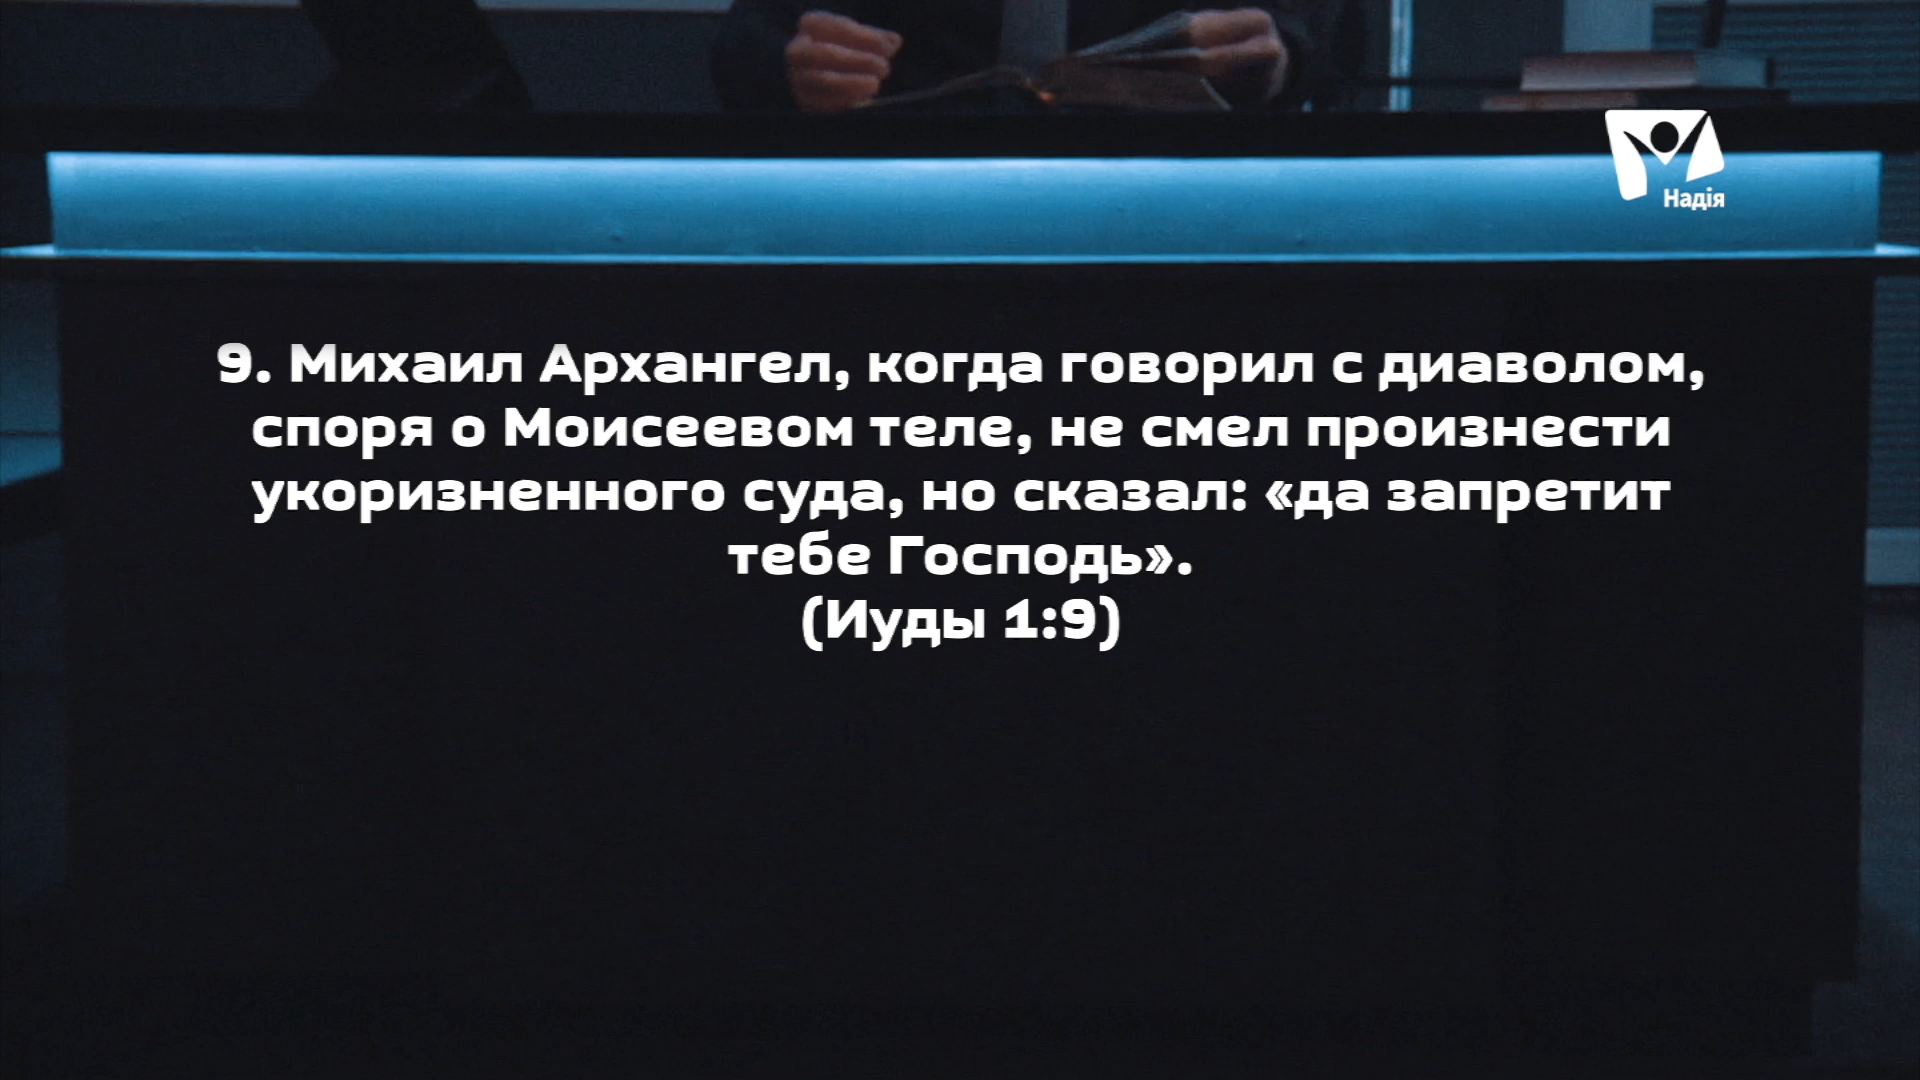 Надія
9. Михаил Архангел, когда говорил с диаволом,
споря о Моисеевом теле, не смел произнести
укоризненного суда, но сказал: «да запретит
тебе Господь».
(Иуды 1:9)